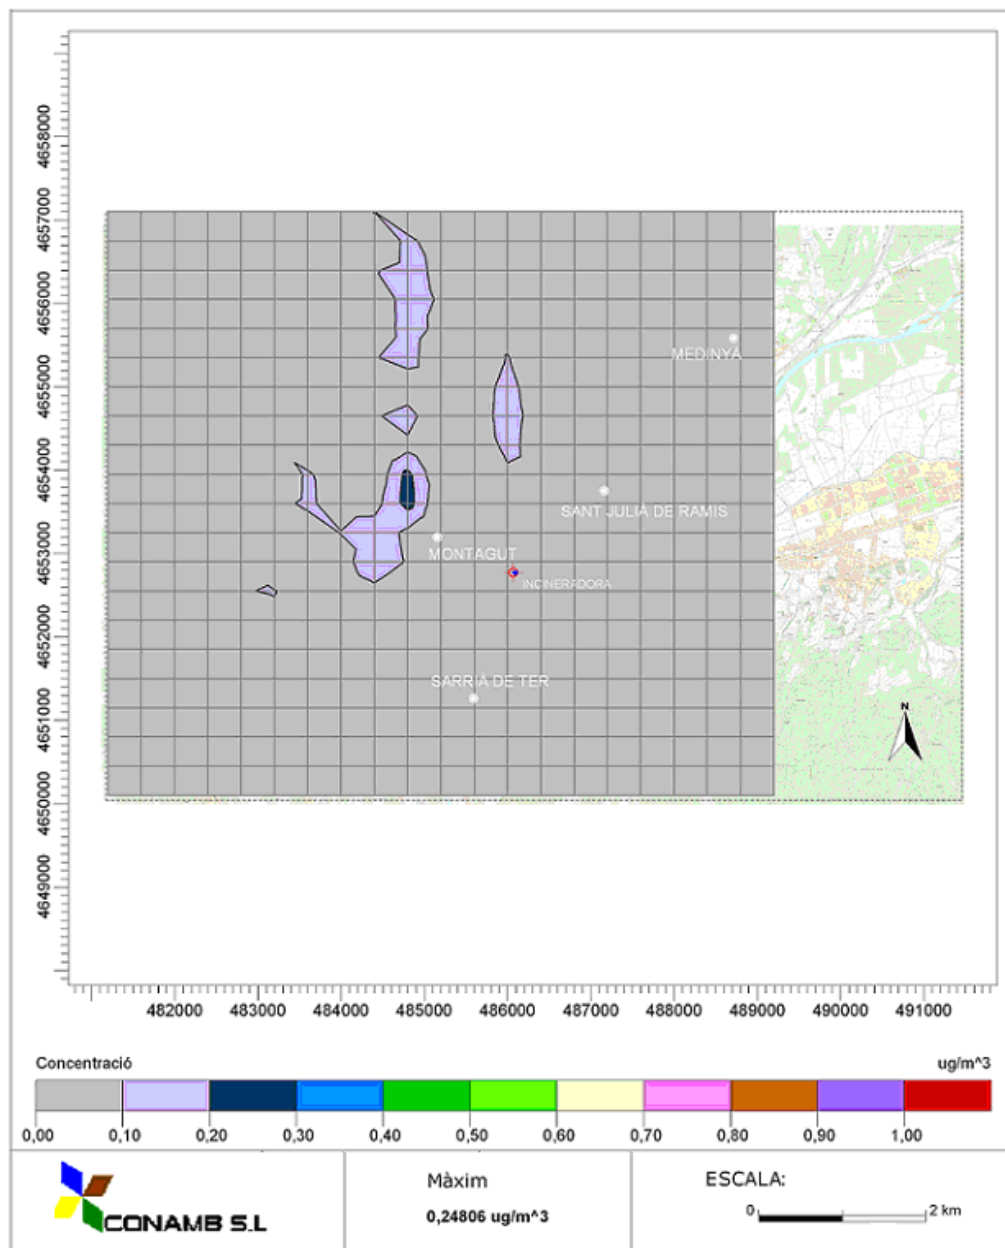 4658000
4657000
4656000
4655000
4654000
4653000
4652000
4651000
4650000
4649000
MEDINYÀ
SANT JULIÀ DE RAMIS
MONTAGUT
INCINERADORA
SARRIÀ DE TER
N
482000 483000 484000 485000 486000 487000 488000 489000 490000 491000
Concentració ug/m^3
0,00 0,10 0,20 0,30 0,40 0,50 0,60 0,70 0,80 0,90 1,00
CONAMB S.L
Màxim
0,24806 ug/m^3
ESCALA:
0 2 km